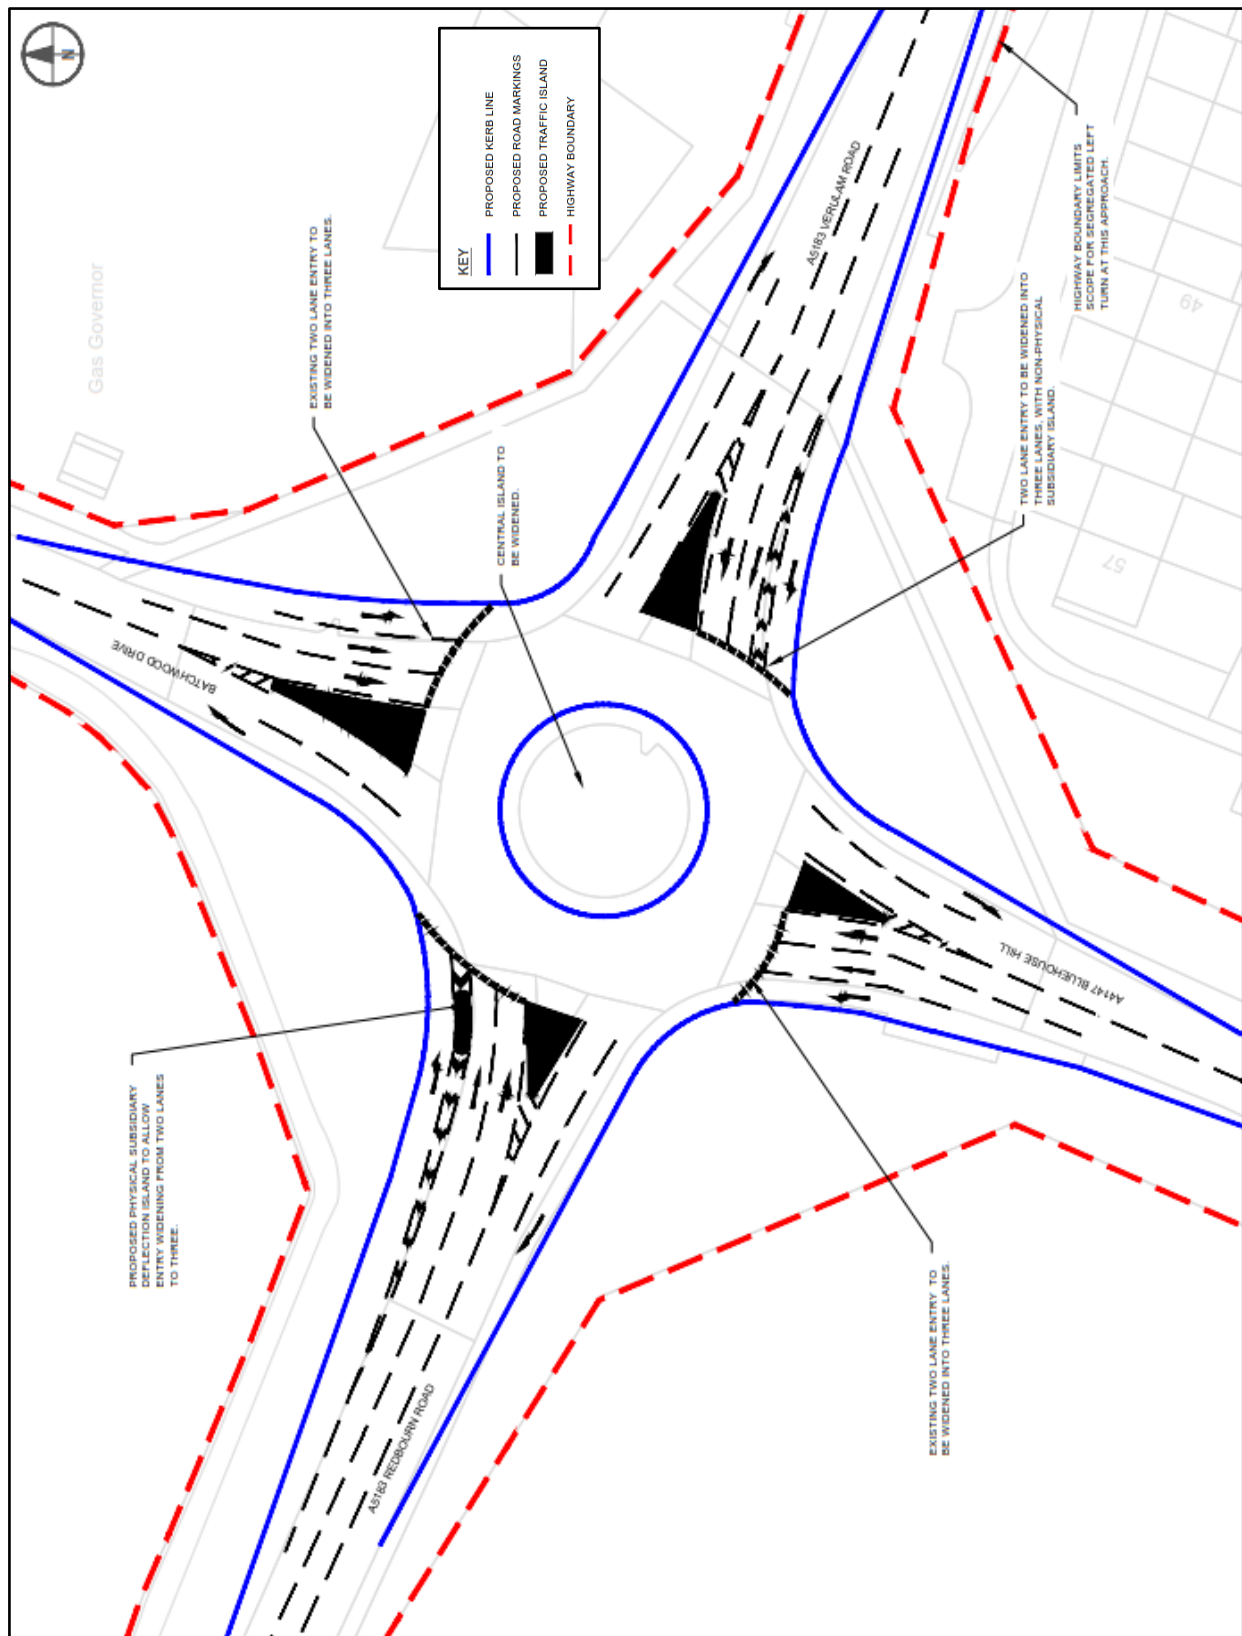 N
KEY
PROPOSED KERB LINE
PROPOSED ROAD MARKINGS
PROPOSED TRAFFIC ISLAND
HIGHWAY BOUNDARY
Gas Governor
EXISTING TWO LANE ENTRY TO
BE WIDENED INTO THREE LANES.
CENTRAL ISLAND TO
BE WIDENED.
HIGHWAY BOUNDARY LIMITS
SCOPE FOR SEGREGATED LEFT
TURN AT THIS APPROACH.
TWO LANE ENTRY TO BE WIDENED INTO
THREE LANES, WITH NON-PHYSICAL
SUBSIDIARY ISLAND.
PROPOSED PHYSICAL SUBSIDIARY
DEFLECTION ISLAND TO ALLOW
ENTRY WIDENING FROM TWO LANES
TO THREE.
EXISTING TWO LANE ENTRY TO
BE WIDENED INTO THREE LANES.
BATCHWOOD DRIVE
A5183 VERULAM ROAD
A4147 BLUEHOUSE HILL
A5183 REDBOURN ROAD
49
57